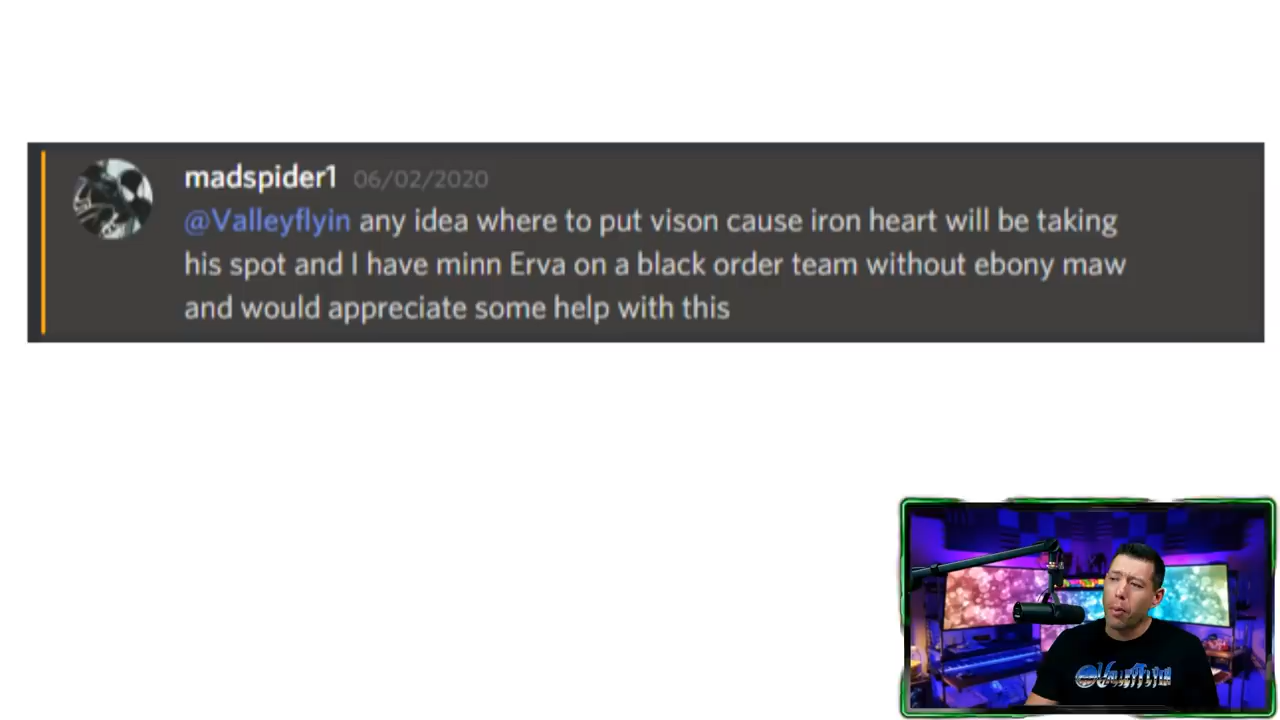 madspider1 06/02/2020
@Valleyflyin any idea where to put vison cause iron heart will be taking
his spot and I have minn Erva on a black order team without ebony maw
and would appreciate some help with this
VALLEYFLYIN